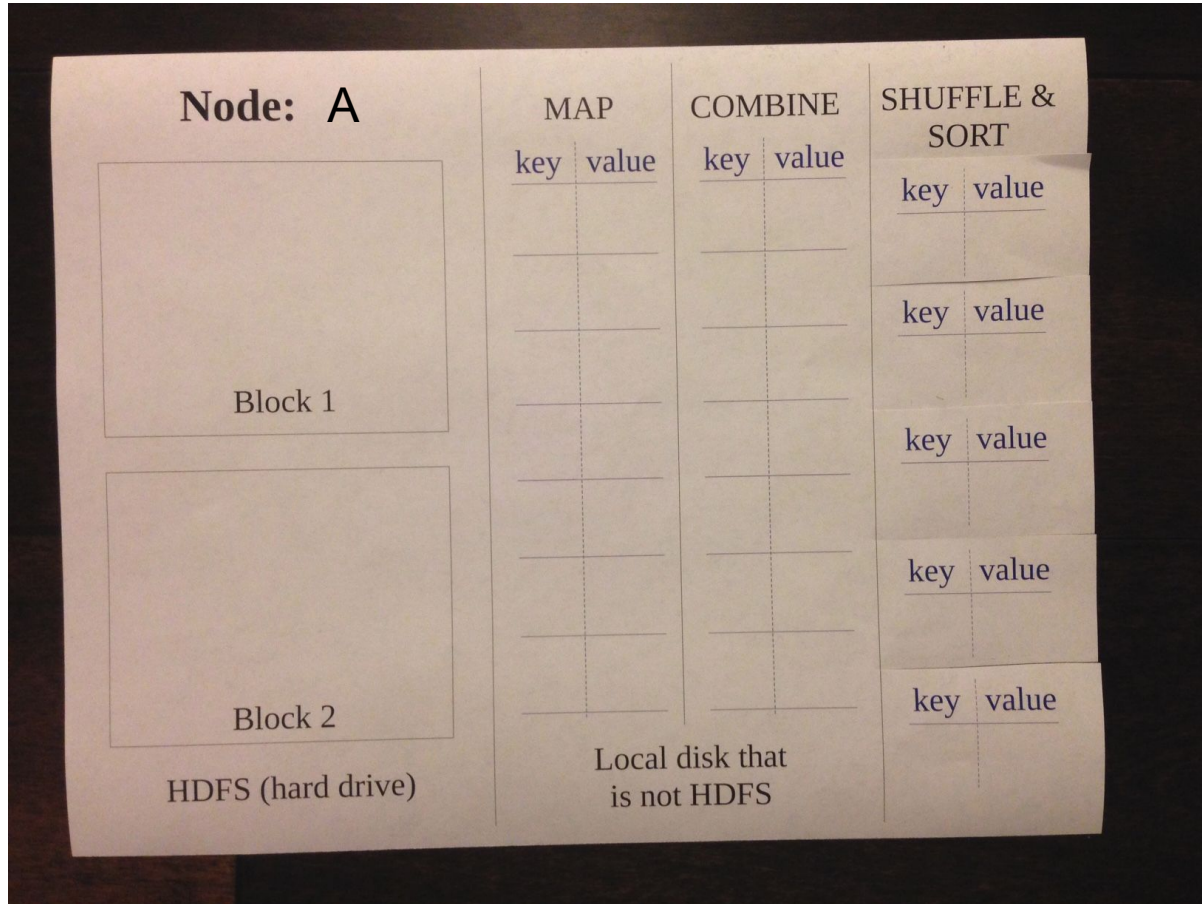 Node: A
Block 1
Block 2
HDFS (hard drive)
MAP
key value
COMBINE
key value
Local disk that
is not HDFS
SHUFFLE &
SORT
key value
key value
key value
key value
key value